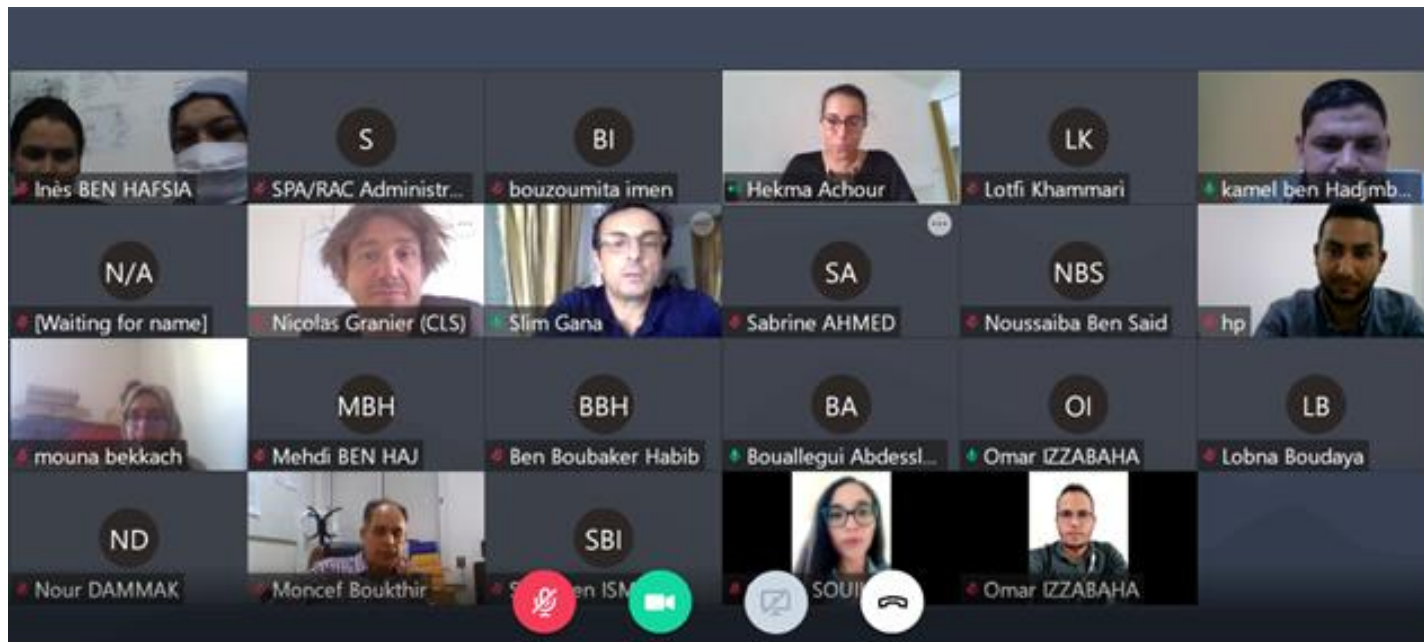 Inès BEN HAFSIA
S
SPA/RAC Administr...
BI
bouzoumita imen
Hekma Achour
LK
Lotfi Khammari
kamel ben Hadjmb...
N/A
[Waiting for name]
Nicolas Granier (CLS)
Slim Gana
SA
Sabrine AHMED
NBS
Noussaiba Ben Said
hp
mouna bekkach
MBH
Mehdi BEN HAJ
BBH
Ben Boubaker Habib
BA
Bouallegui Abdessl...
OI
Omar IZZABAHA
LB
Lobna Boudaya
ND
Nour DAMMAK
Moncef Boukthir
SBI
Omar IZZABAHA